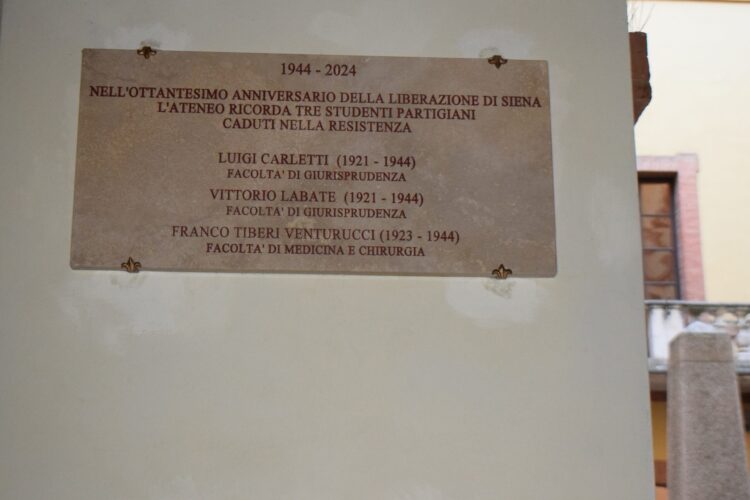 1944 - 2024
NELL'OTTANTESIMO ANNIVERSARIO DELLA LIBERAZIONE DI SIENA
L'ATENEO RICORDA TRE STUDENTI PARTIGIANI
CADUTI NELLA RESISTENZA
LUIGI CARLETTI (1921 - 1944)
FACOLTA' DI GIURISPRUDENZA
VITTORIO LABATE (1921 - 1944)
FACOLTA' DI GIURISPRUDENZA
FRANCO TIBERI VENTURUCCI (1923 - 1944)
FACOLTA' DI MEDICINA E CHIRURGIA